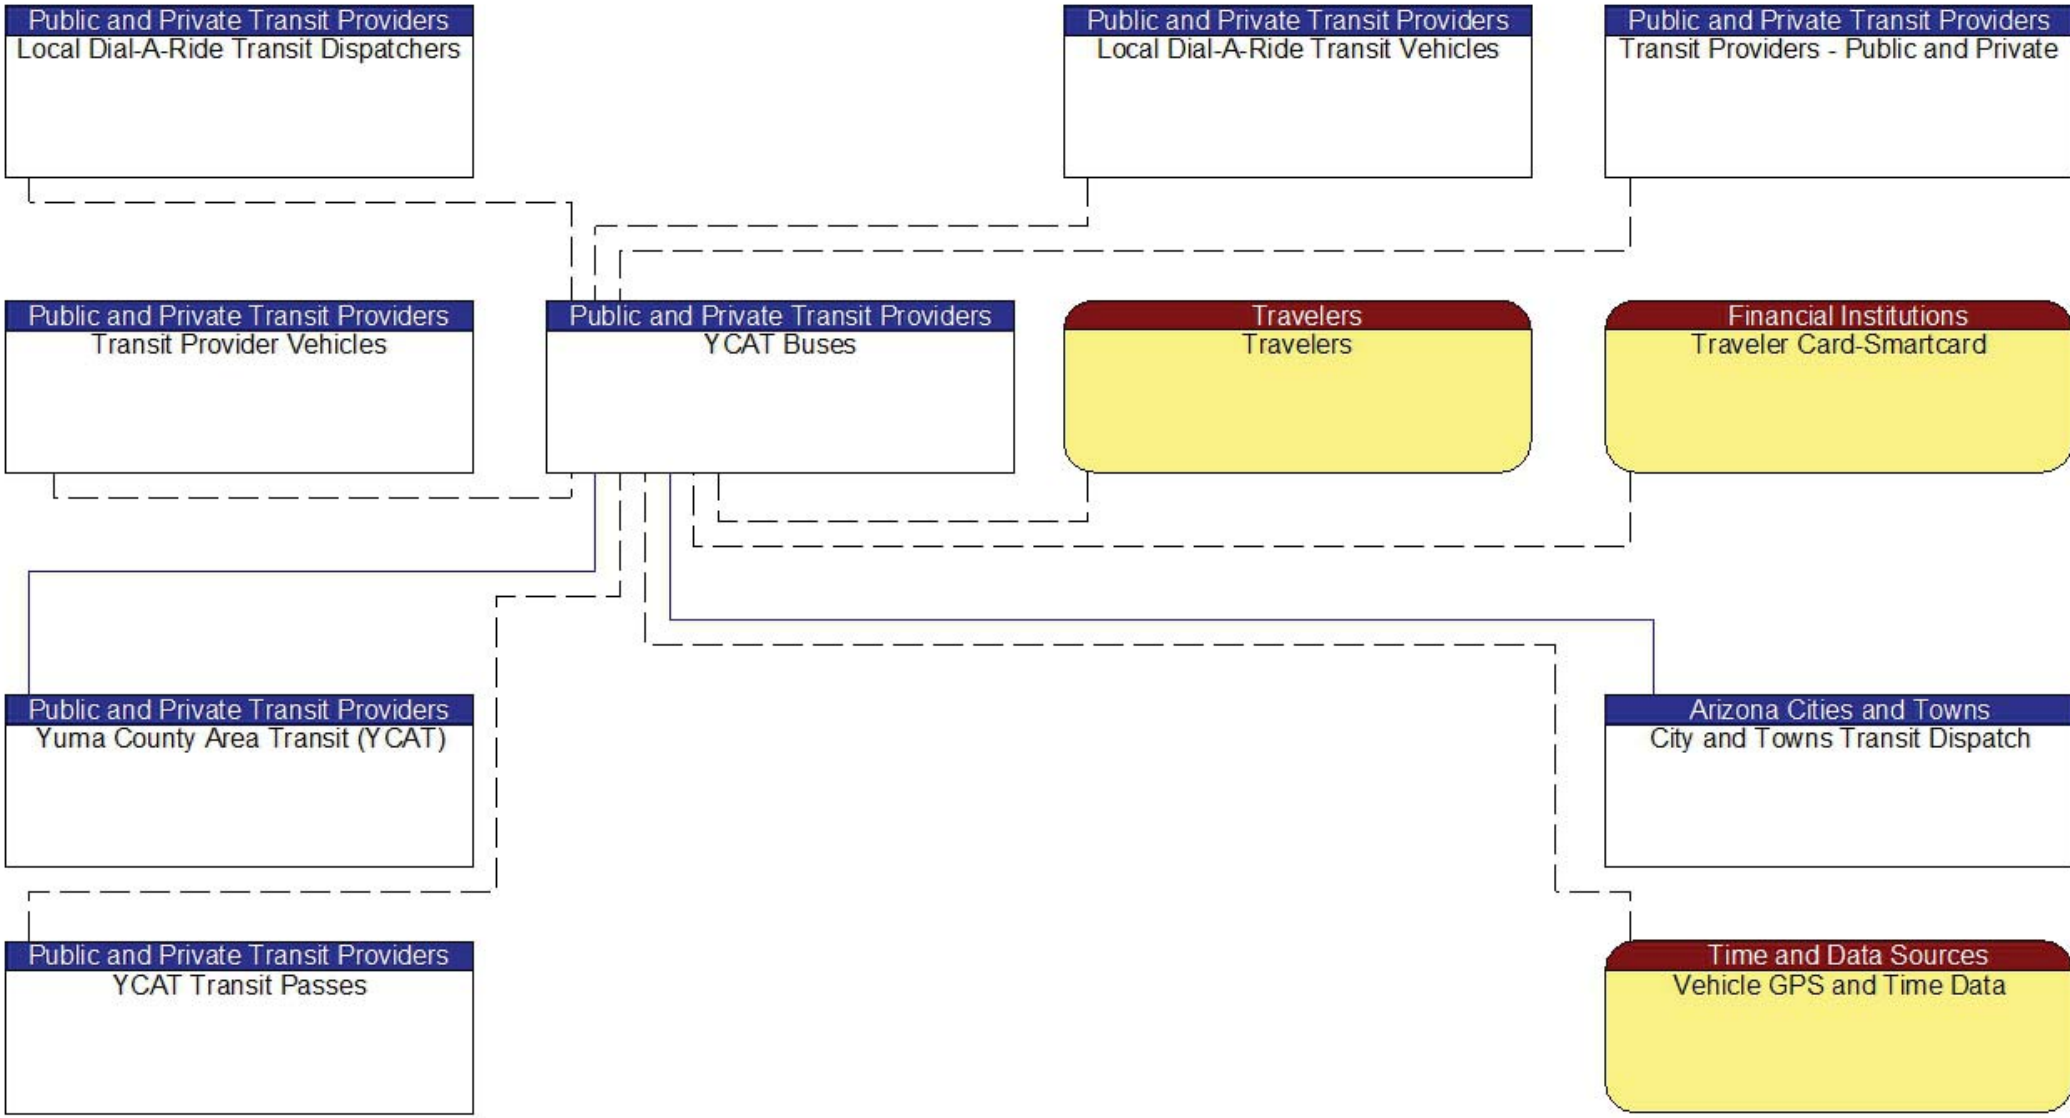 Public and Private Transit Providers
Local Dial-A-Ride Transit Dispatchers
Public and Private Transit Providers
Local Dial-A-Ride Transit Vehicles
Public and Private Transit Providers
Transit Providers - Public and Private
Public and Private Transit Providers
Transit Provider Vehicles
Public and Private Transit Providers
YCAT Buses
Travelers
Travelers
Financial Institutions
Traveler Card-Smartcard
Public and Private Transit Providers
Yuma County Area Transit (YCAT)
Arizona Cities and Towns
City and Towns Transit Dispatch
Public and Private Transit Providers
YCAT Transit Passes
Time and Data Sources
Vehicle GPS and Time Data